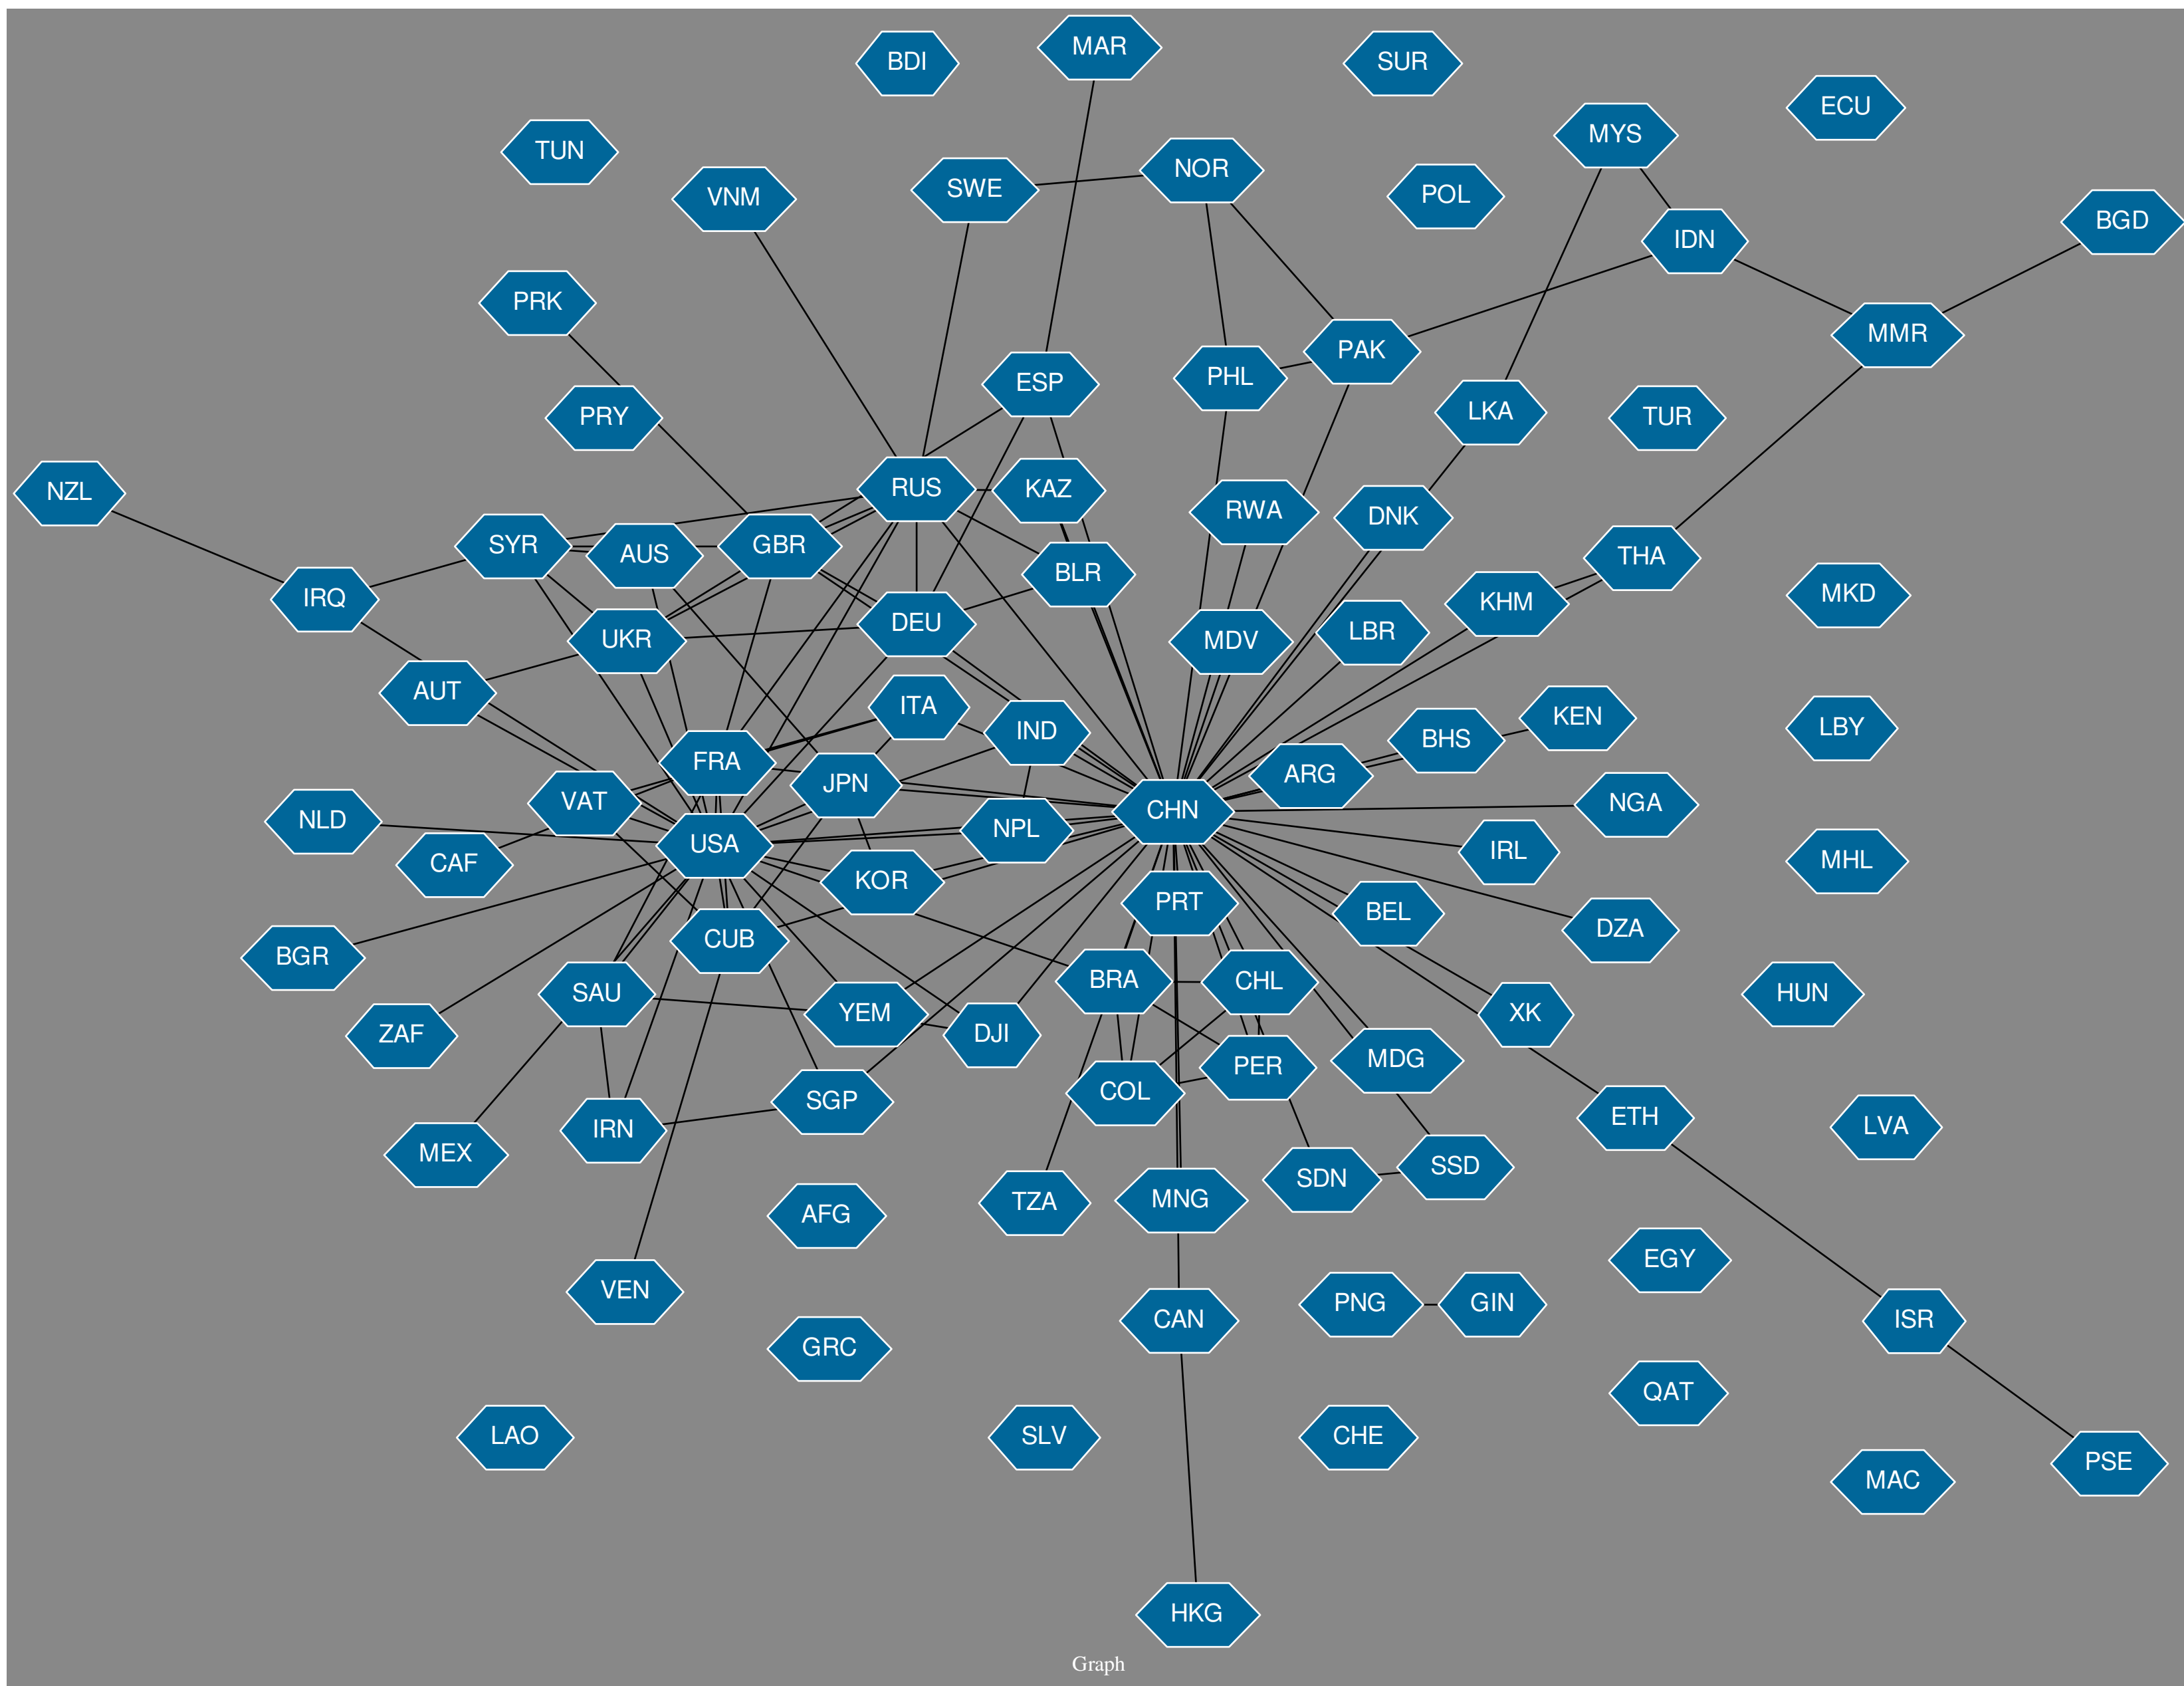 MAR
BDI
SUR
ECU
MYS
TUN
NOR
SWE
POL
VNM
BGD
IDN
PRK
MMR
PAK
PHL
ESP
LKA
PRY
TUR
RUS
KAZ
NZL
RWA
DNK
SYR
GBR
AUS
THA
BLR
MKD
IRQ
KHM
DEU
LBR
UKR
MDV
AUT
ITA
KEN
LBY
IND
BHS
FRA
ARG
JPN
VAT
NGA
CHN
NLD
NPL
USA
IRL
MHL
CAF
KOR
PRT
BEL
DZA
CUB
BGR
BRA
CHL
SAU
HUN
YEM
XK
ZAF
DJI
MDG
PER
COL
SGP
ETH
LVA
IRN
MEX
SSD
SDN
MNG
TZA
AFG
EGY
VEN
PNG
GIN
CAN
ISR
GRC
QAT
LAO
SLV
CHE
PSE
MAC
HKG
Graph